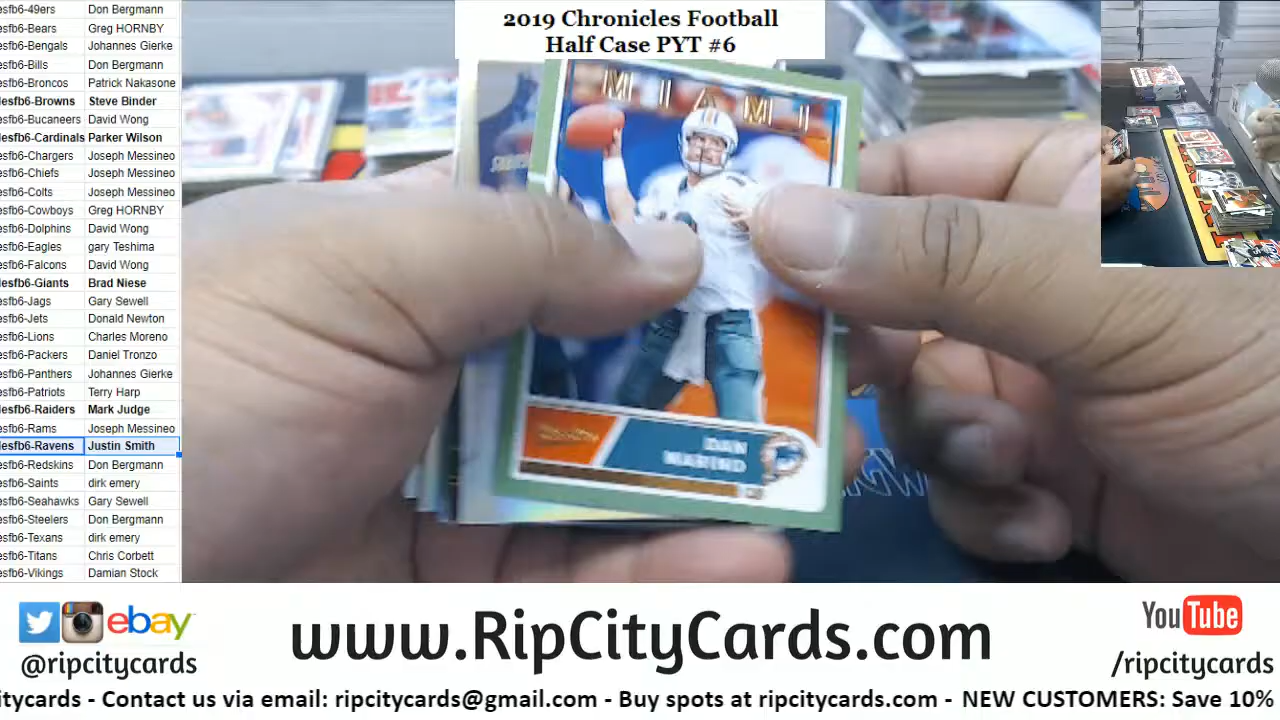 2019 Chronicles Football
Half Case PYT #6
esfb6-49ers Don Bergmann
esfb6-Bears Greg HORNBY
esfb6-Bengals Johannes Gierke
esfb6-Bills Don Bergmann
esfb6-Broncos Patrick Nakasone
esfb6-Browns Steve Binder
esfb6-Bucaneers David Wong
esfb6-Cardinals Parker Wilson
esfb6-Chargers Joseph Messineo
esfb6-Chiefs Joseph Messineo
esfb6-Colts Joseph Messineo
esfb6-Cowboys Greg HORNBY
esfb6-Dolphins David Wong
esfb6-Eagles gary Teshima
esfb6-Falcons David Wong
esfb6-Giants Brad Niese
esfb6-Jags Gary Sewell
esfb6-Jets Donald Newton
esfb6-Lions Charles Moreno
esfb6-Packers Daniel Tronzo
esfb6-Panthers Johannes Gierke
esfb6-Patriots Terry Harp
esfb6-Raiders Mark Judge
esfb6-Rams Joseph Messineo
esfb6-Ravens Justin Smith
esfb6-Redskins Don Bergmann
esfb6-Saints dirk emery
esfb6-Seahawks Gary Sewell
esfb6-Steelers Don Bergmann
esfb6-Texans dirk emery
esfb6-Titans Chris Corbett
esfb6-Vikings Damian Stock
MIAMI
DAN
MARINO
ebay
@ripcitycards
www.RipCityCards.com
YouTube
/ripcitycards
citycards - Contact us via email: ripcitycards@gmail.com - Buy spots at ripcitycards.com - NEW CUSTOMERS: Save 10%